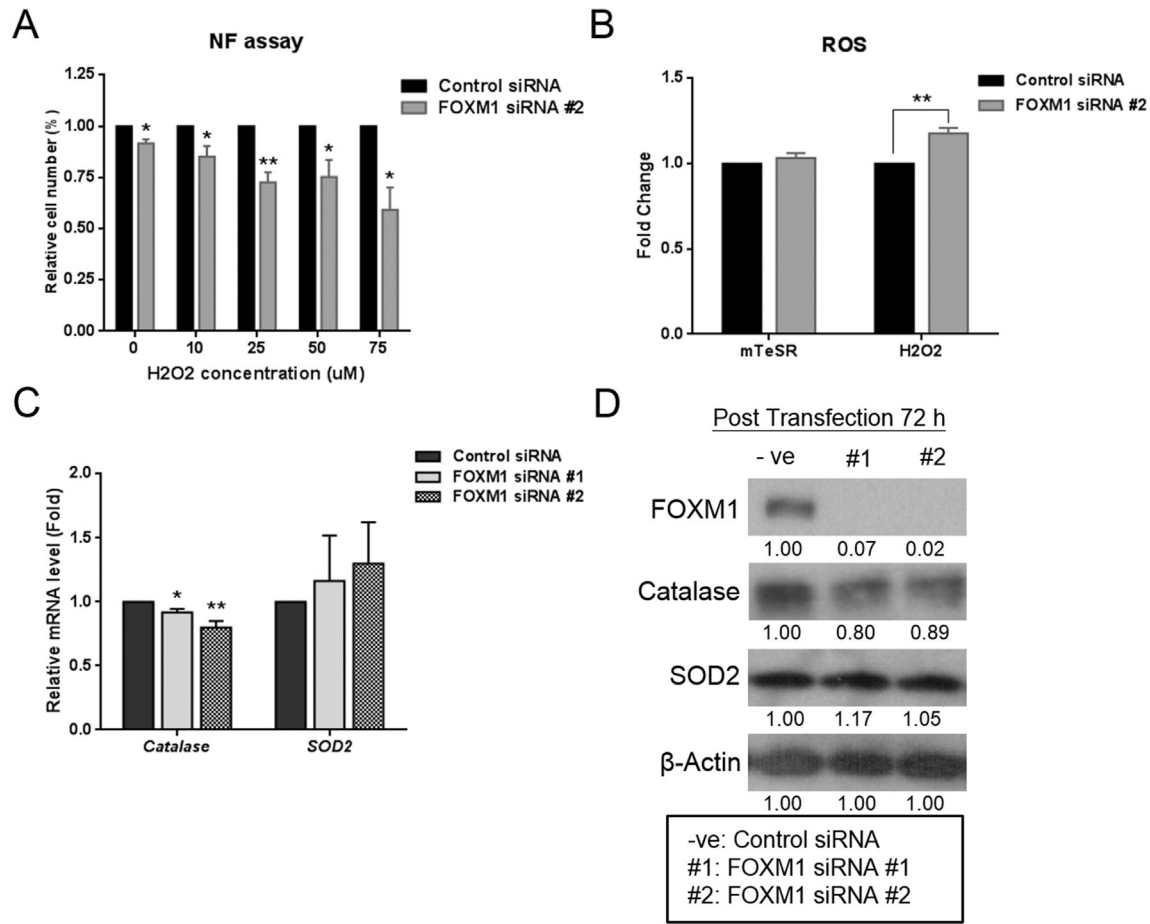 A
NF assay
Relative cell number (%)
1.25
1.00
0.75
0.50
0.25
0.00
* * ** * *
0 10 25 50 75
H2O2 concentration (uM)
Control siRNA
FOXM1 siRNA #2
B
ROS
Fold Change
1.5
1.0
0.5
0.0
**
mTeSR H2O2
Control siRNA
FOXM1 siRNA #2
C
Relative mRNA level (Fold)
2.0
1.5
1.0
0.5
0.0
* **
Catalase SOD2
Control siRNA
FOXM1 siRNA #1
FOXM1 siRNA #2
D
Post Transfection 72 h
- ve #1 #2
FOXM1
1.00 0.07 0.02
Catalase
1.00 0.80 0.89
SOD2
1.00 1.17 1.05
β-Actin
1.00 1.00 1.00
-ve: Control siRNA
#1: FOXM1 siRNA #1
#2: FOXM1 siRNA #2